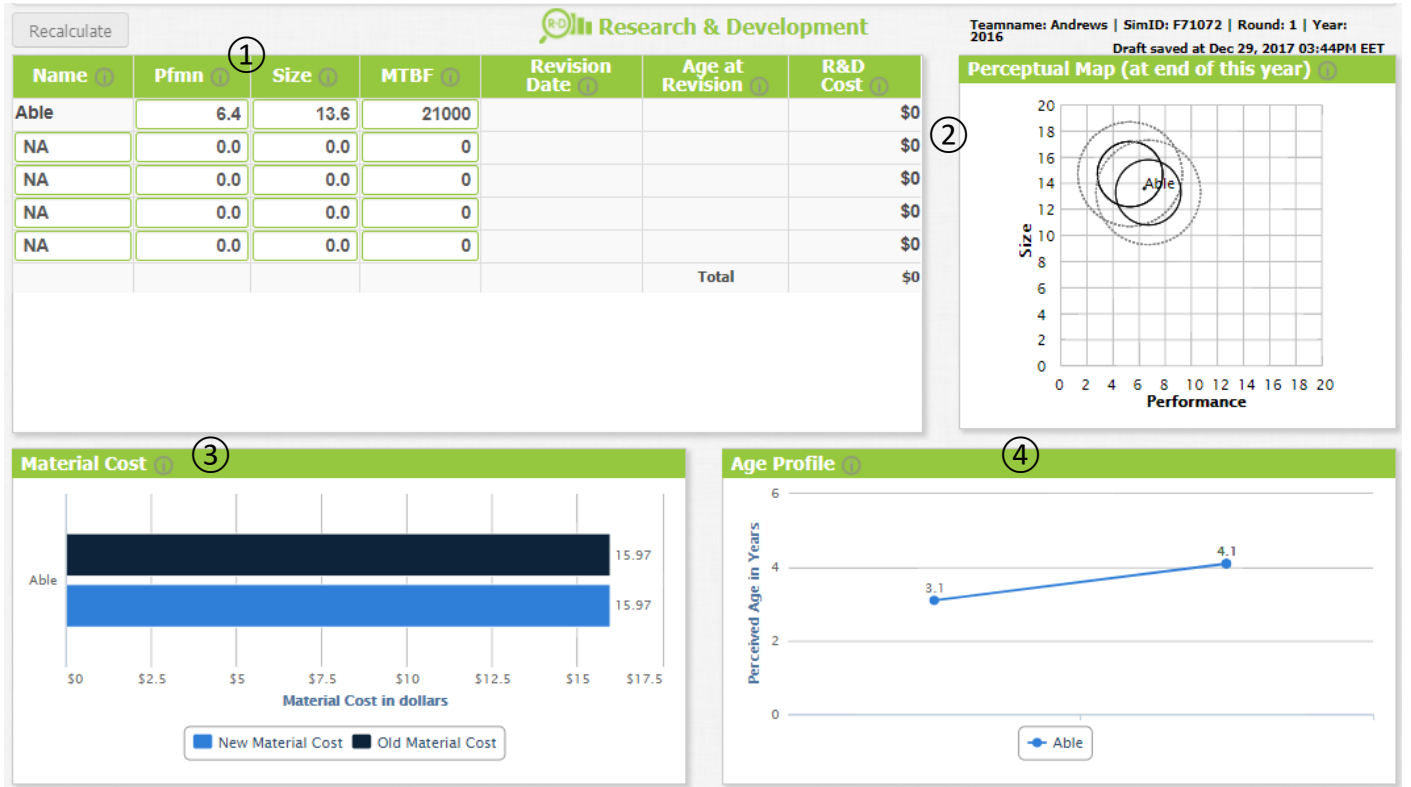 Recalculate
R·D Research & Development
Teamname: Andrews | SimID: F71072 | Round: 1 | Year:
2016
Draft saved at Dec 29, 2017 03:44PM EET
①
Name Pfmn Size MTBF Revision Date Age at Revision R&D Cost
Able 6.4 13.6 21000 $0
NA 0.0 0.0 0 $0
NA 0.0 0.0 0 $0
NA 0.0 0.0 0 $0
NA 0.0 0.0 0 $0
Total $0
②
Perceptual Map (at end of this year)
20
18
16
14
12
10
8
6
4
2
0
Size
Able
0 2 4 6 8 10 12 14 16 18 20
Performance
Material Cost ③
Able
15.97
15.97
$0 $2.5 $5 $7.5 $10 $12.5 $15 $17.5
Material Cost in dollars
New Material Cost Old Material Cost
Age Profile ④
Perceived Age in Years
6
4
2
0
3.1
4.1
Able